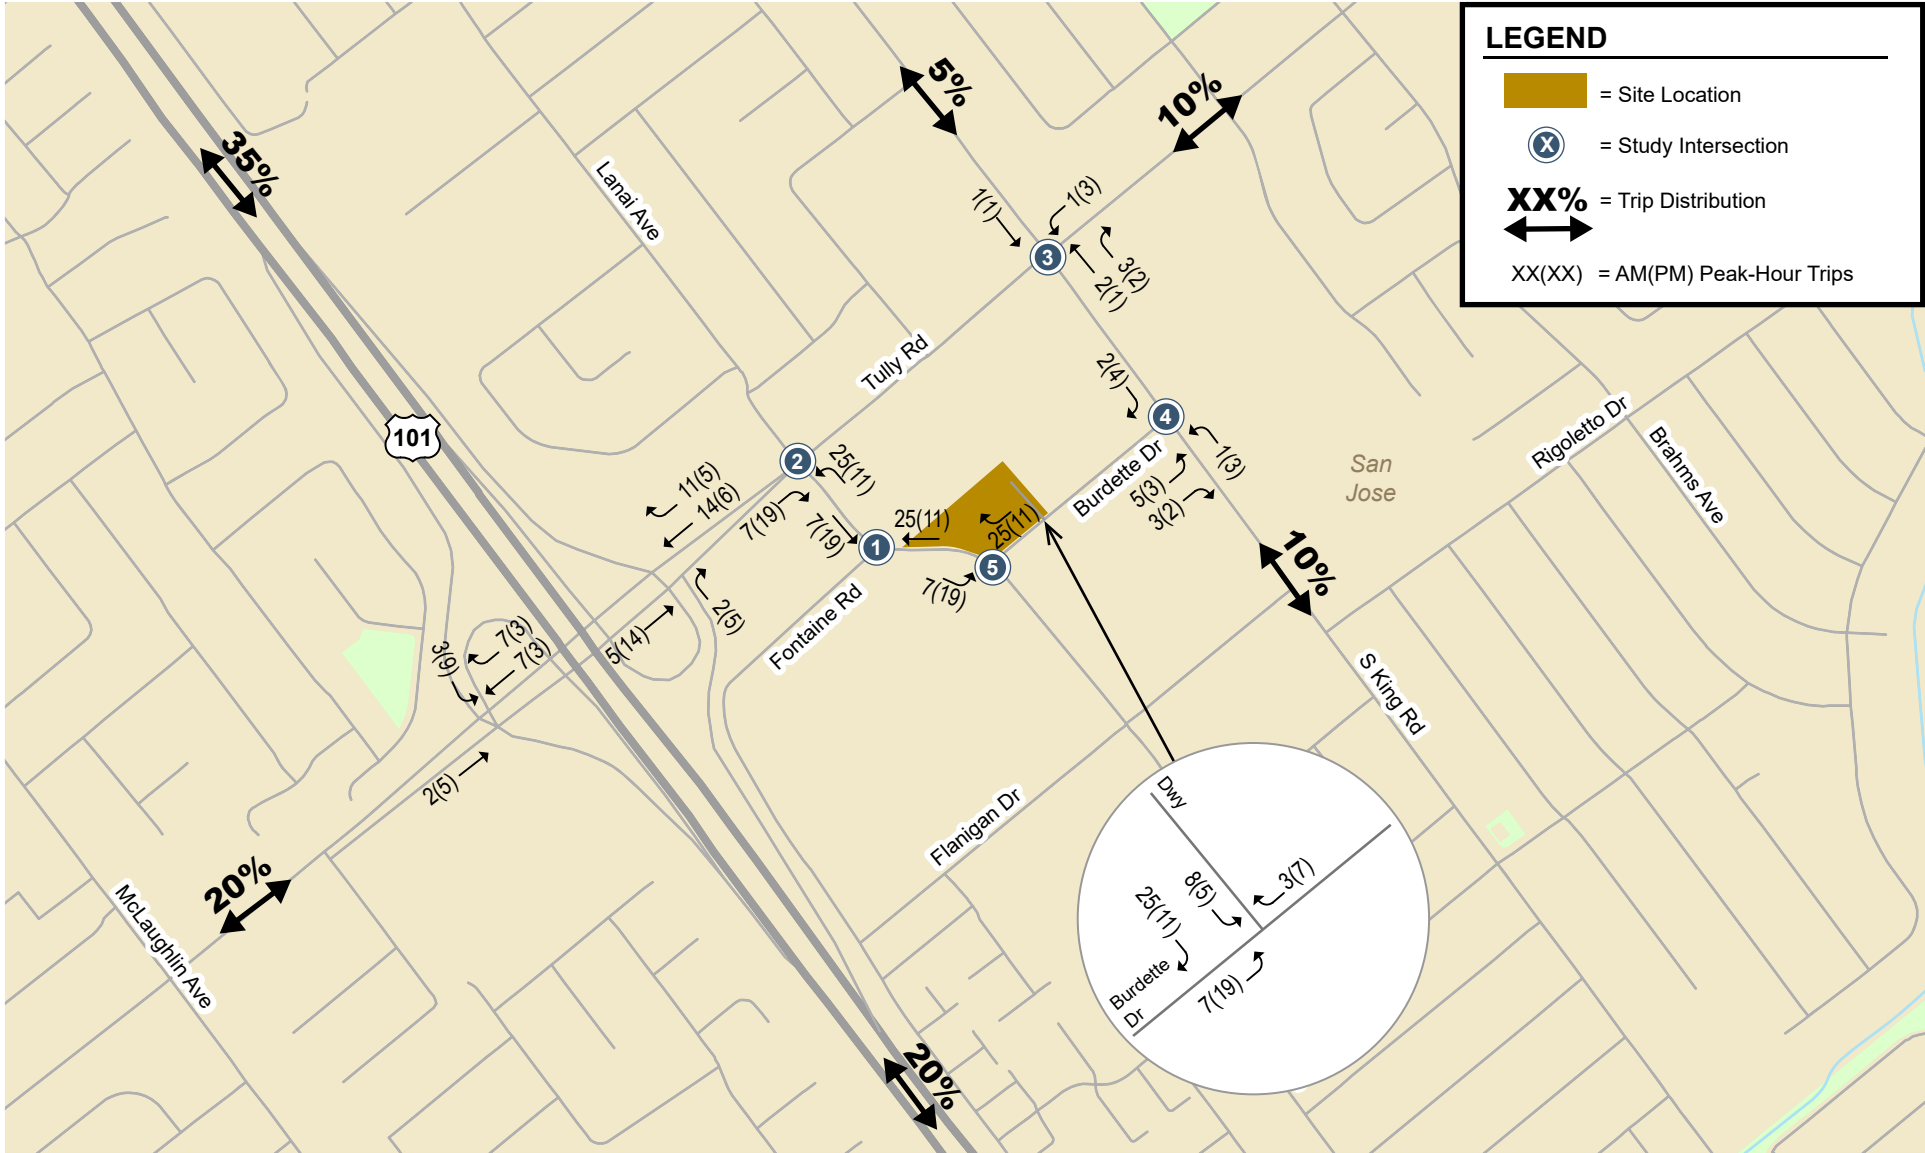 LEGEND
= Site Location
X
= Study Intersection
XX%
= Trip Distribution
XX(XX)
= AM(PM) Peak-Hour Trips
35%
5%
10%
Lanai Ave
1(1)
1(3)
3
3(2)
2(1)
Tully Rd
2(4)
4
Burdette Dr
1(3)
5(3)
3(2)
San
Jose
Rigoletto Dr
Brahms Ave
101
2
25(11)
11(5)
14(6)
7(19)
7(19)
1
25(11)
25(11)
5
7(19)
Fontaine Rd
2(5)
5(14)
7(3)
7(3)
3(9)
2(5)
10%
S King Rd
Flanigan Dr
20%
McLaughlin Ave
20%
Dwy
8(5)
3(7)
25(11)
7(19)
Burdette
Dr